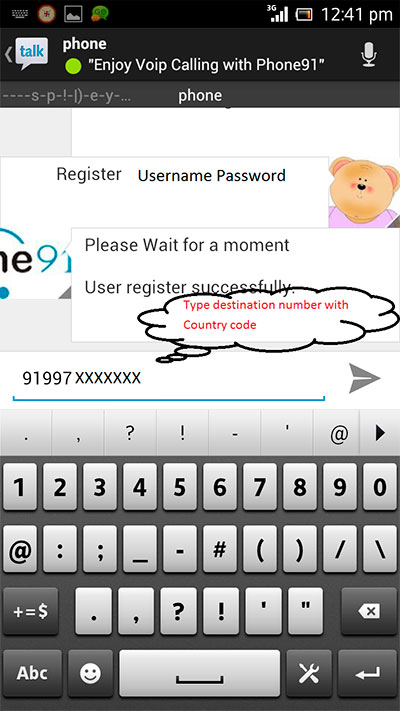 3G 12:41 pm
talk phone
"Enjoy Voip Calling with Phone91"
----s-p-!-|)-e-y-... phone
Register Username Password
ne91
Please Wait for a moment
User register successfully.
Type destination number with
Country code
91997 XXXXXXX
. , ? ! - ' @
1 2 3 4 5 6 7 8 9 0
@ : ; _ - # ( ) / \
+=$ . , ? ! ' "
Abc